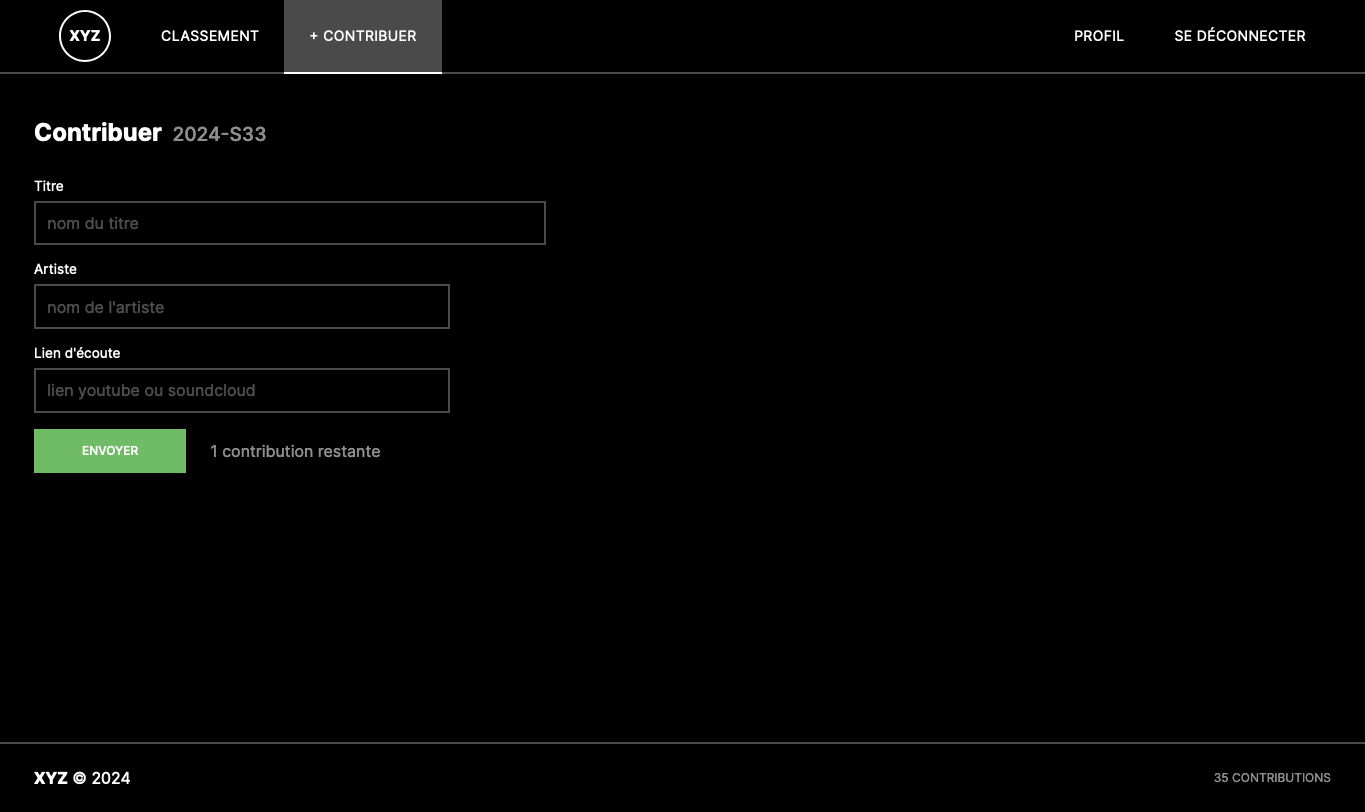 XYZ CLASSEMENT + CONTRIBUER PROFIL SE DÉCONNECTER
Contribuer 2024-S33
Titre
nom du titre
Artiste
nom de l'artiste
Lien d'écoute
lien youtube ou soundcloud
ENVOYER 1 contribution restante
XYZ © 2024 35 CONTRIBUTIONS